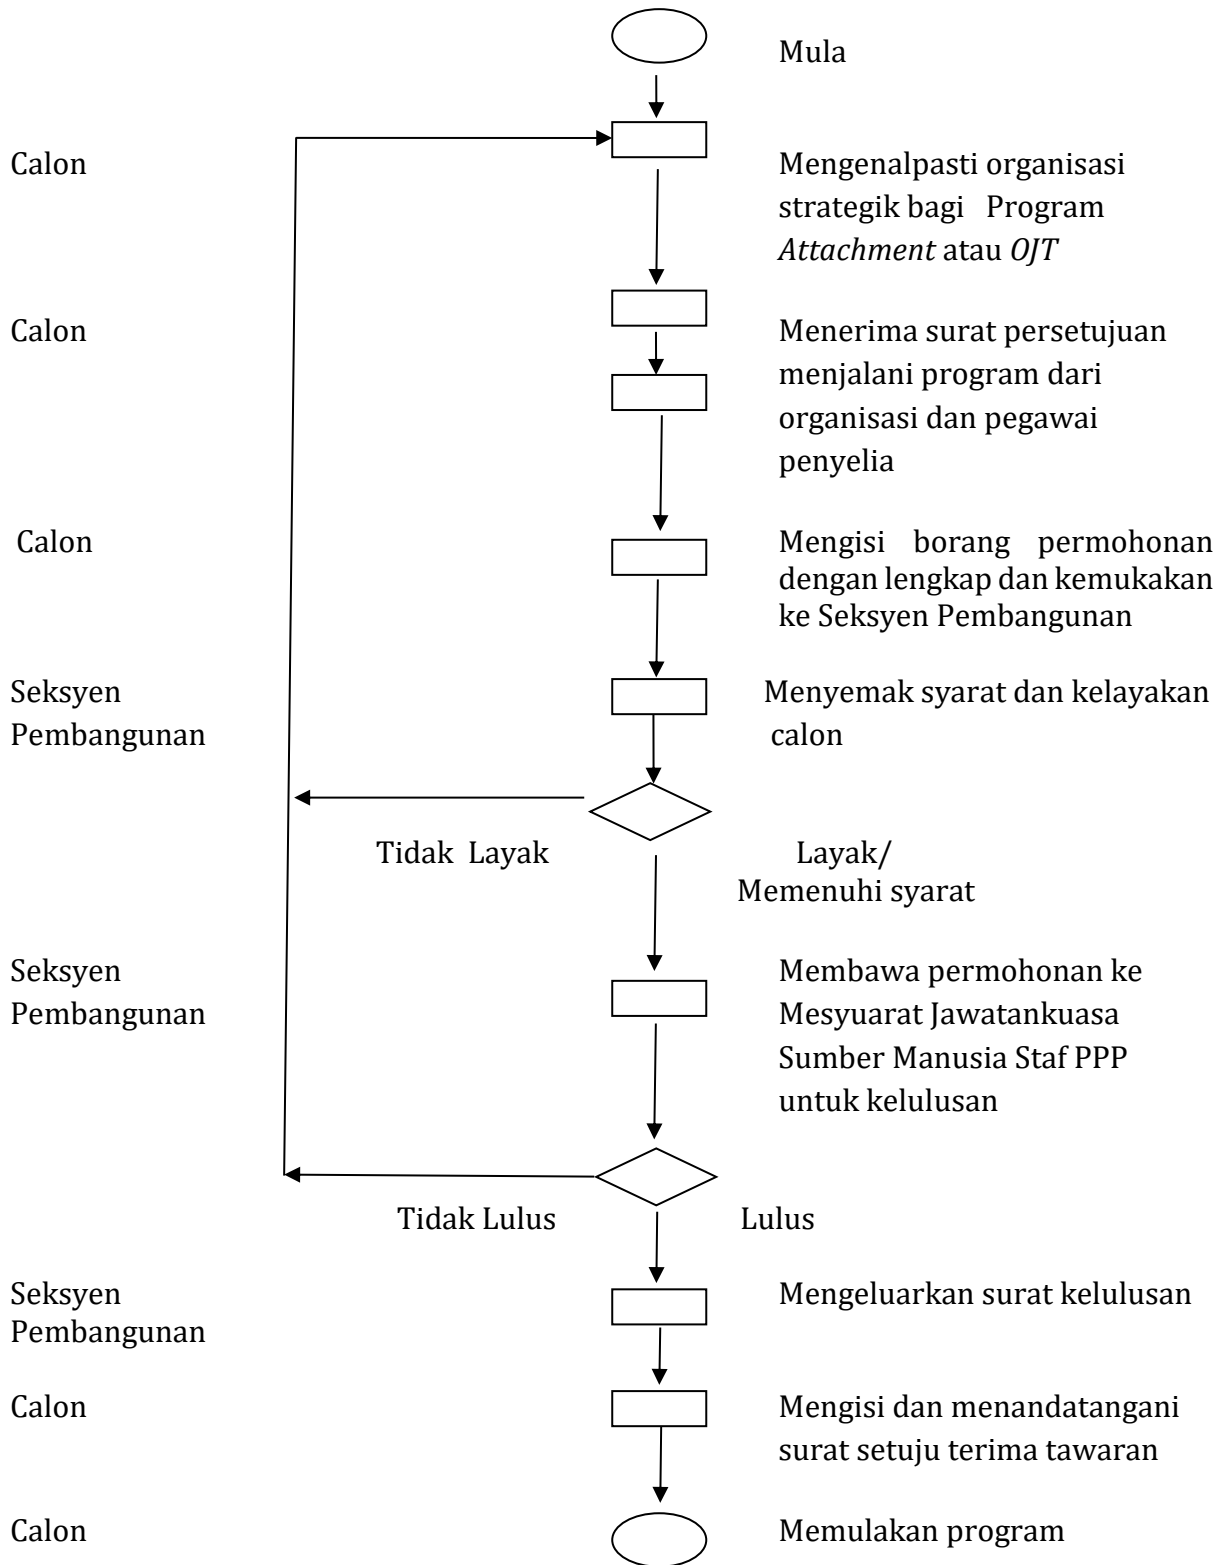 Mula
Calon
Mengenalpasti organisasi
strategik bagi Program
Attachment atau OJT
Calon
Menerima surat persetujuan
menjalani program dari
organisasi dan pegawai
penyelia
Calon
Mengisi borang permohonan
dengan lengkap dan kemukakan
ke Seksyen Pembangunan
Seksyen
Pembangunan
Menyemak syarat dan kelayakan
calon
Tidak Layak
Layak/
Memenuhi syarat
Seksyen
Pembangunan
Membawa permohonan ke
Mesyuarat Jawatankuasa
Sumber Manusia Staf PPP
untuk kelulusan
Tidak Lulus
Lulus
Seksyen
Pembangunan
Mengeluarkan surat kelulusan
Calon
Mengisi dan menandatangani
surat setuju terima tawaran
Calon
Memulakan program